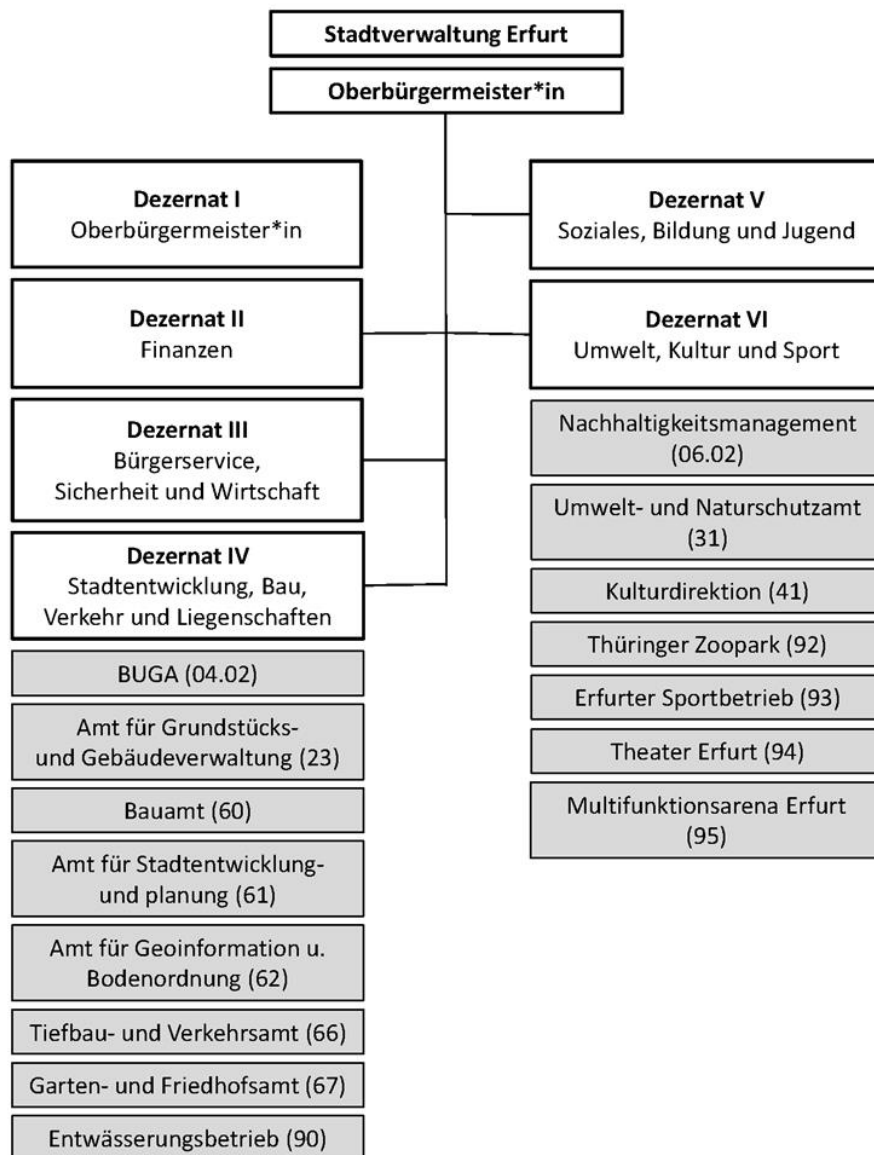 Stadtverwaltung Erfurt
Oberbürgermeister*in
Dezernat I
Oberbürgermeister*in
Dezernat II
Finanzen
Dezernat III
Bürgerservice,
Sicherheit und Wirtschaft
Dezernat IV
Stadtentwicklung, Bau,
Verkehr und Liegenschaften
BUGA (04.02)
Amt für Grundstücks-
und Gebäudeverwaltung (23)
Bauamt (60)
Amt für Stadtentwicklung-
und planung (61)
Amt für Geoinformation u.
Bodenordnung (62)
Tiefbau- und Verkehrsamt (66)
Garten- und Friedhofsamt (67)
Entwässerungsbetrieb (90)
Dezernat V
Soziales, Bildung und Jugend
Dezernat VI
Umwelt, Kultur und Sport
Nachhaltigkeitsmanagement
(06.02)
Umwelt- und Naturschutzamt
(31)
Kulturdirektion (41)
Thüringer Zoopark (92)
Erfurter Sportbetrieb (93)
Theater Erfurt (94)
Multifunktionsarena Erfurt
(95)